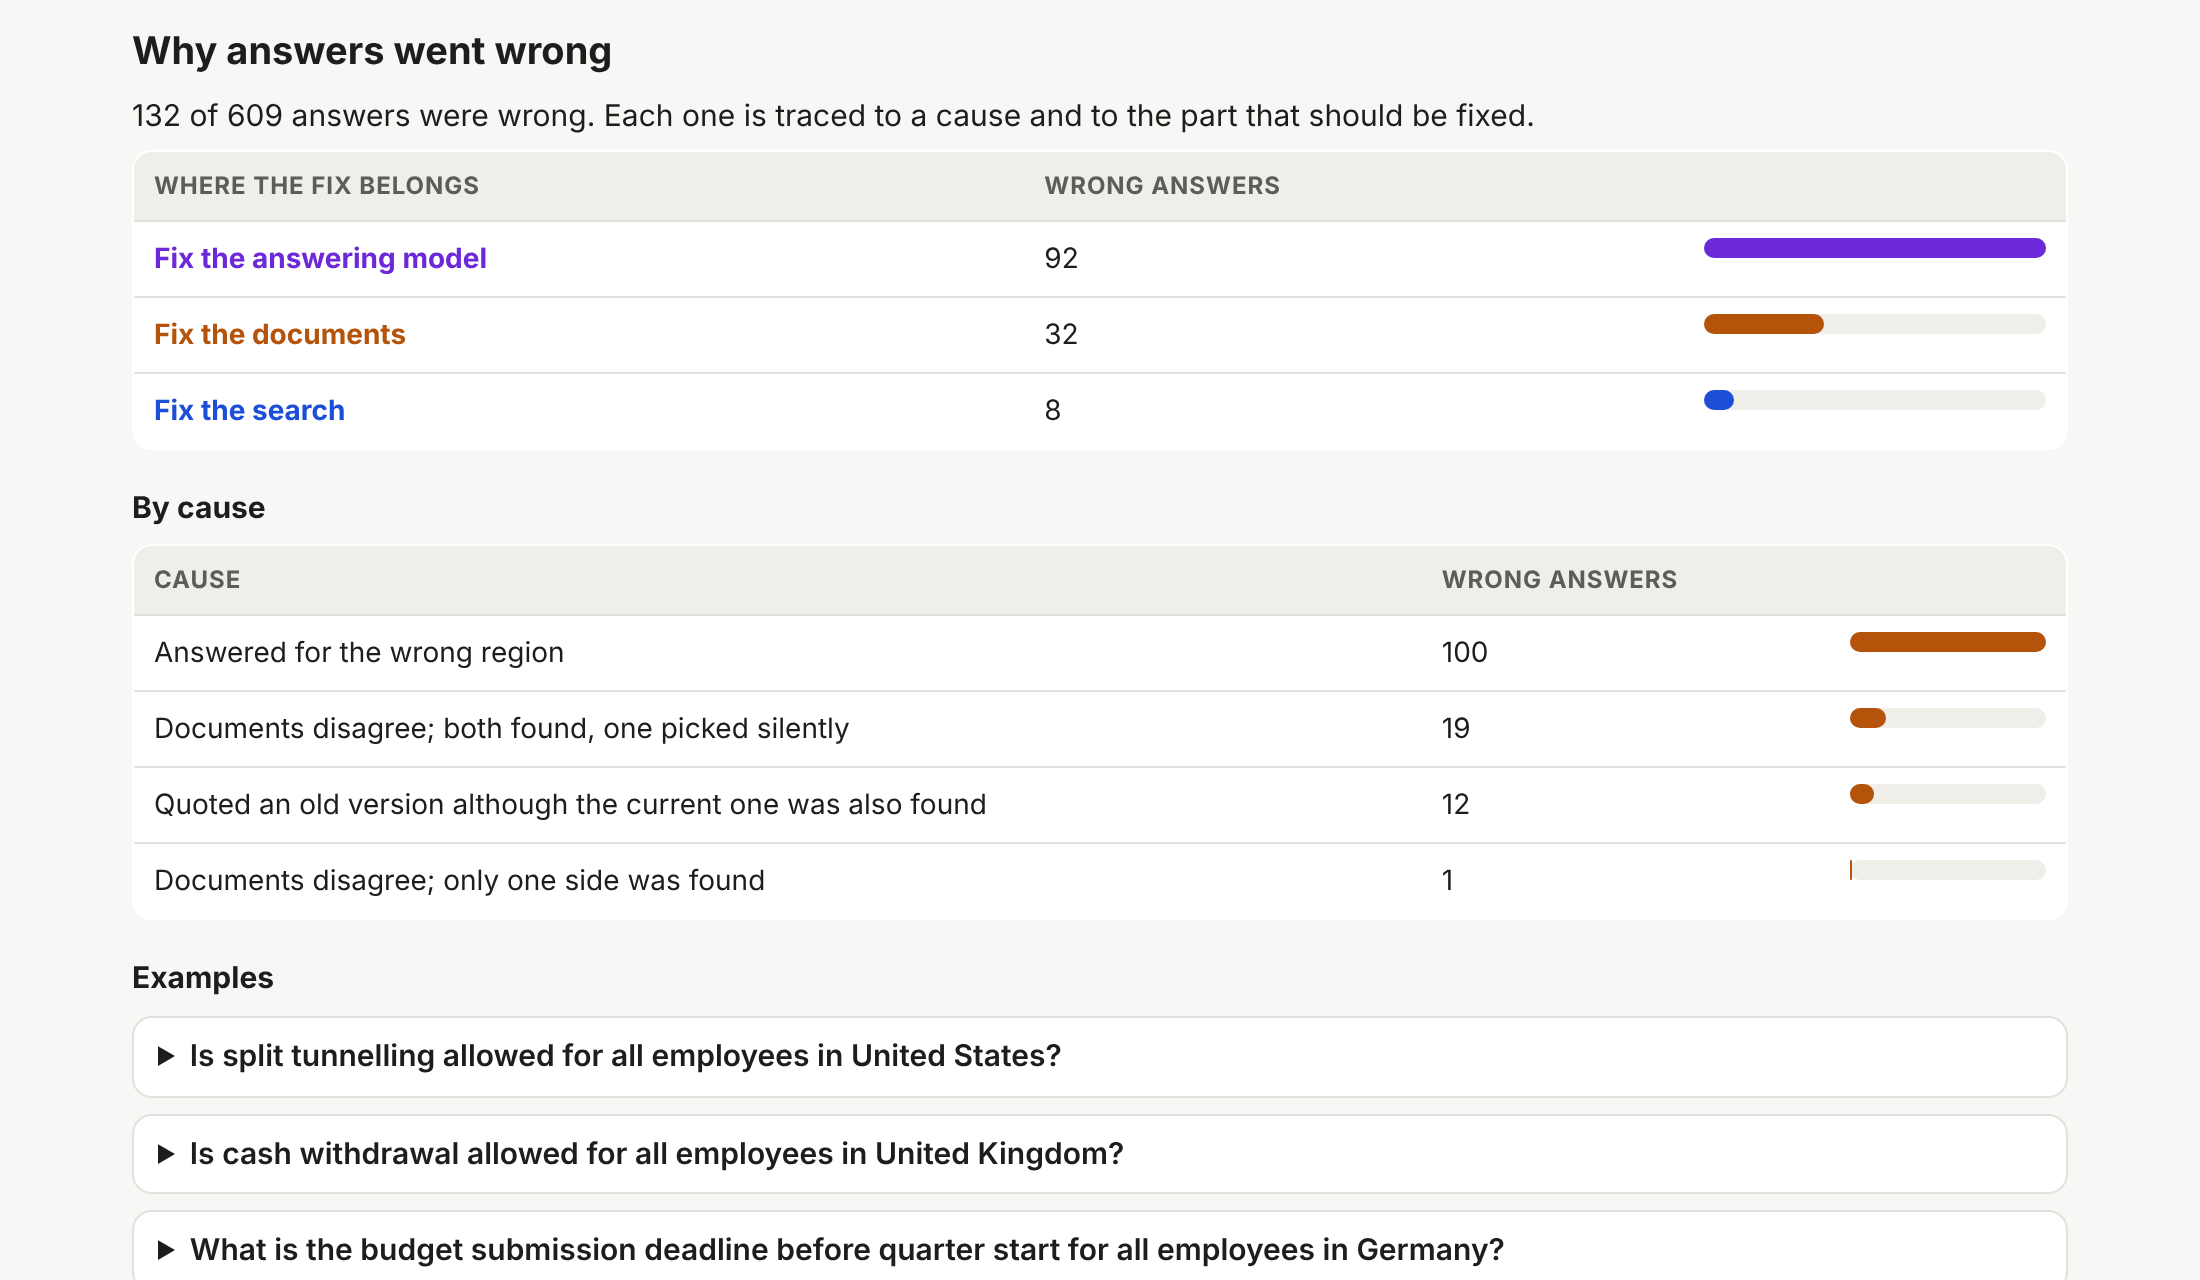 Why answers went wrong
132 of 609 answers were wrong. Each one is traced to a cause and to the part that should be fixed.
WHERE THE FIX BELONGS WRONG ANSWERS
Fix the answering model 92
Fix the documents 32
Fix the search 8
By cause
CAUSE WRONG ANSWERS
Answered for the wrong region 100
Documents disagree; both found, one picked silently 19
Quoted an old version although the current one was also found 12
Documents disagree; only one side was found 1
Examples
Is split tunnelling allowed for all employees in United States?
Is cash withdrawal allowed for all employees in United Kingdom?
What is the budget submission deadline before quarter start for all employees in Germany?